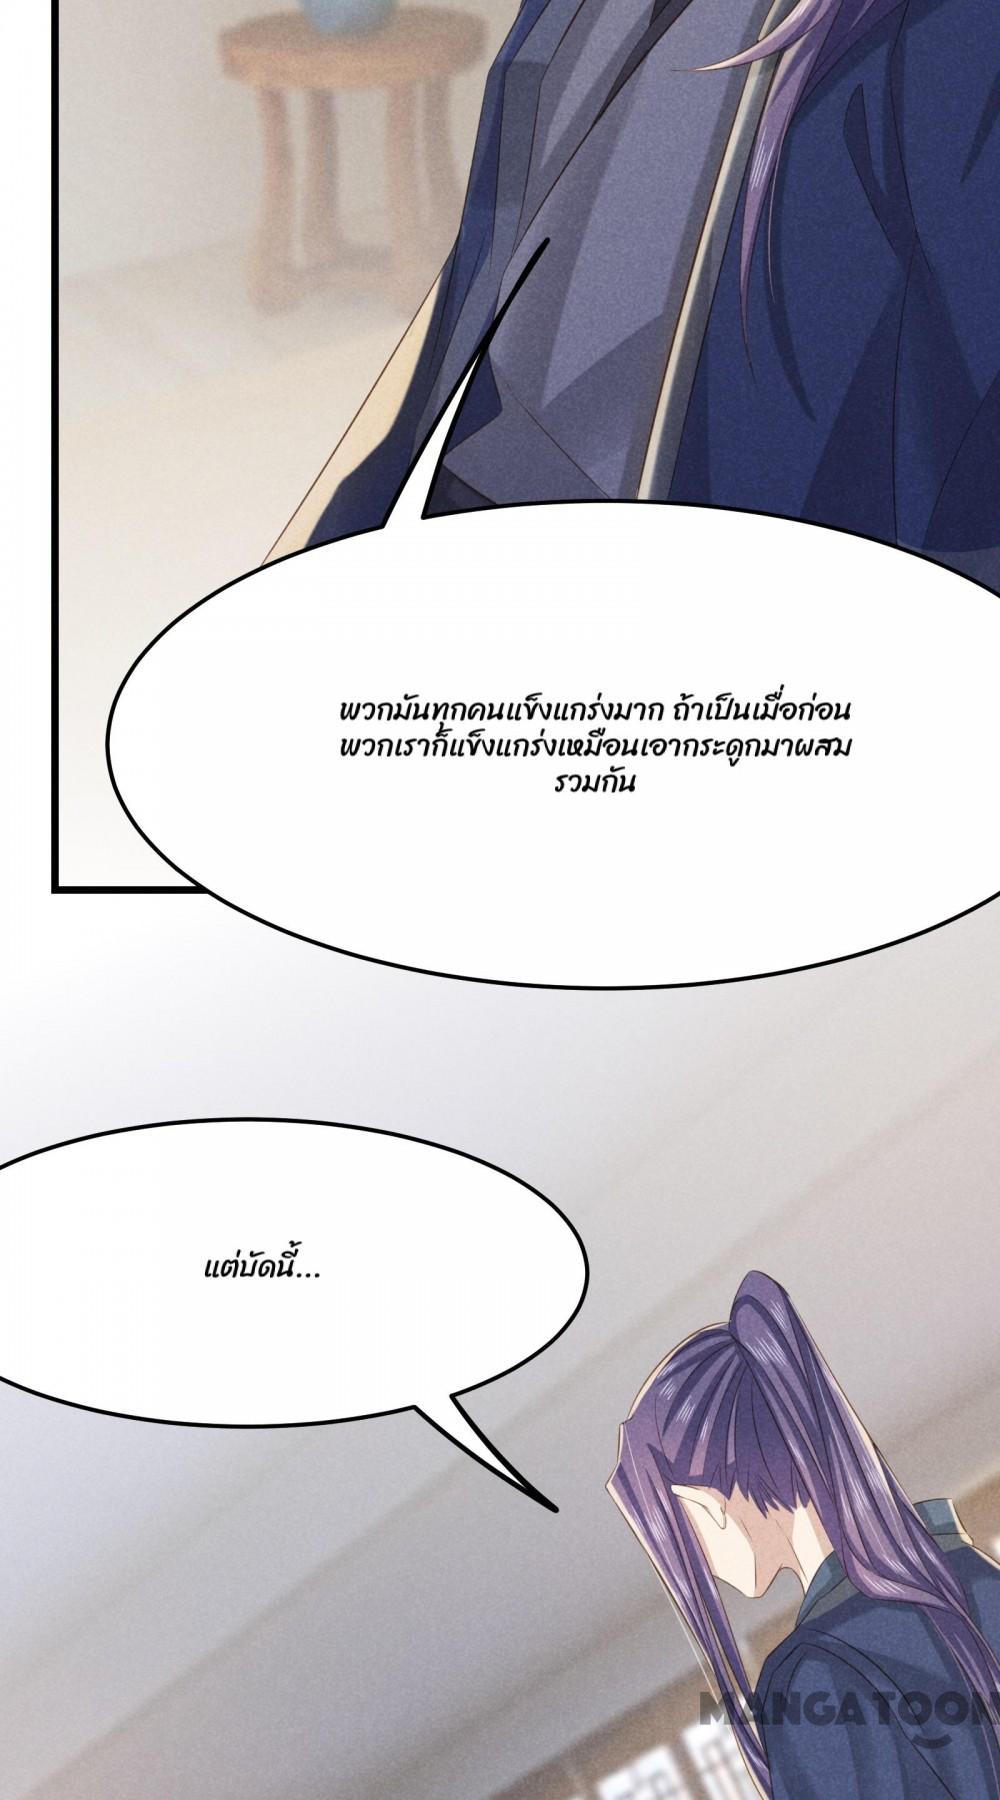 พวกมันทุกคนแข็งแกร่งมาก ถ้าเป็นเมื่อก่อน
พวกเราก็แข็งแกร่งเหมือนเอากระดูกมาผสม
รวมกัน
แต่บัดนี้...
MANGATOON